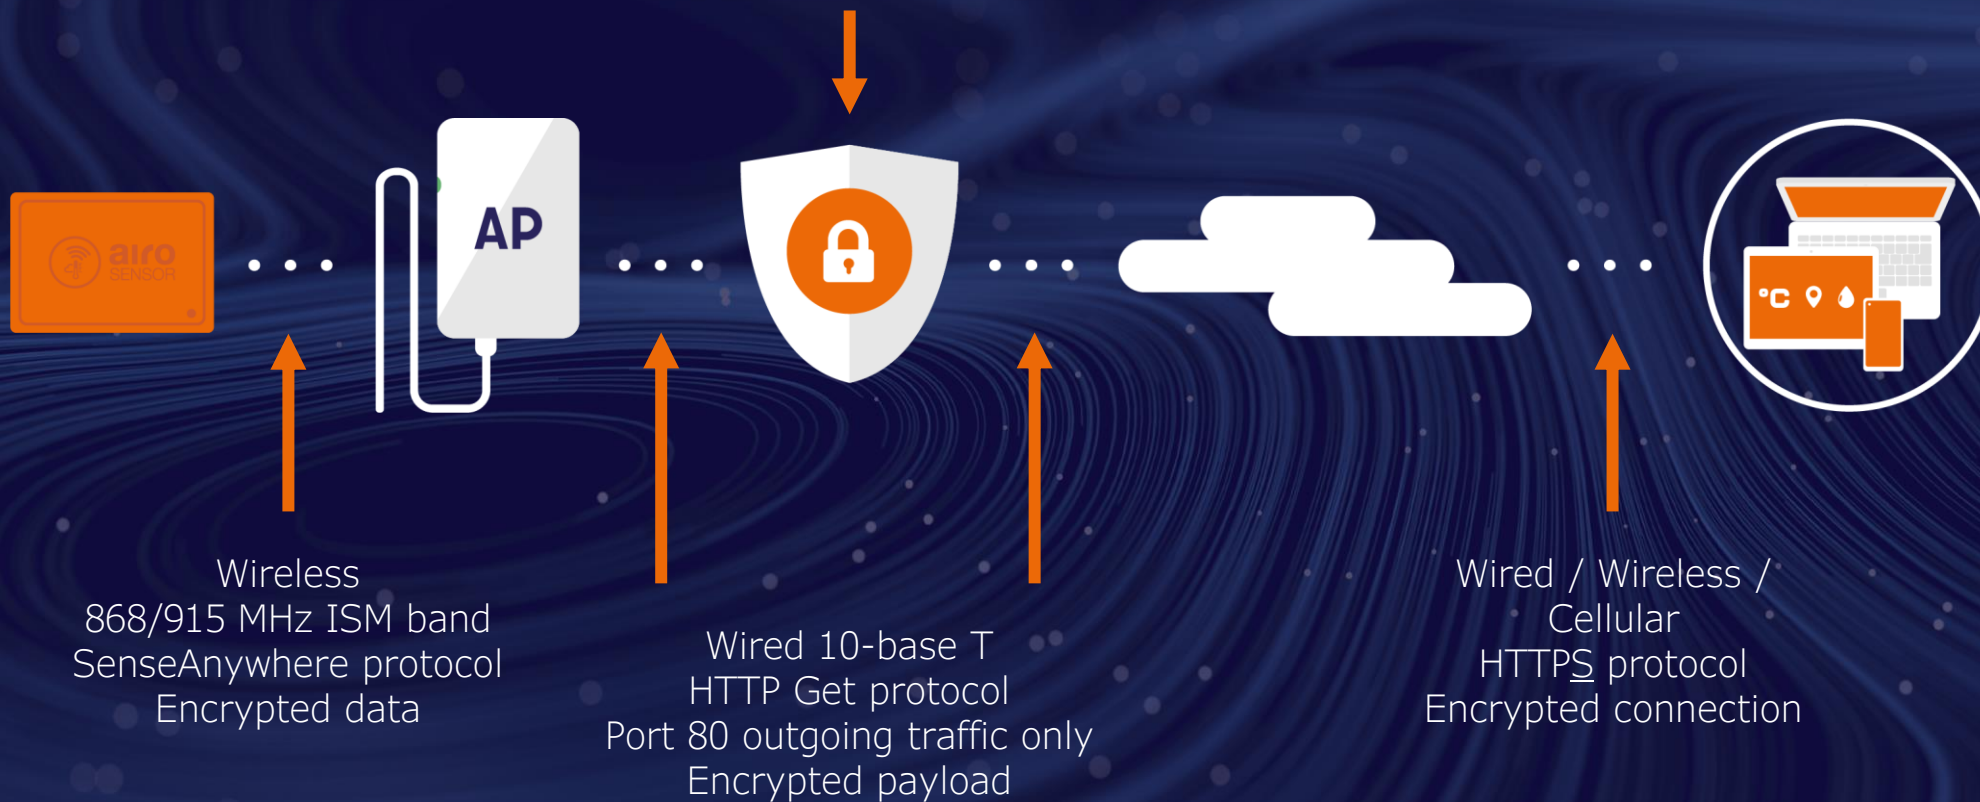 airo
SENSOR
AP
°C
Wireless
868/915 MHz ISM band
SenseAnywhere protocol
Encrypted data
Wired 10-base T
HTTP Get protocol
Port 80 outgoing traffic only
Encrypted payload
Wired / Wireless /
Cellular
HTTPS protocol
Encrypted connection